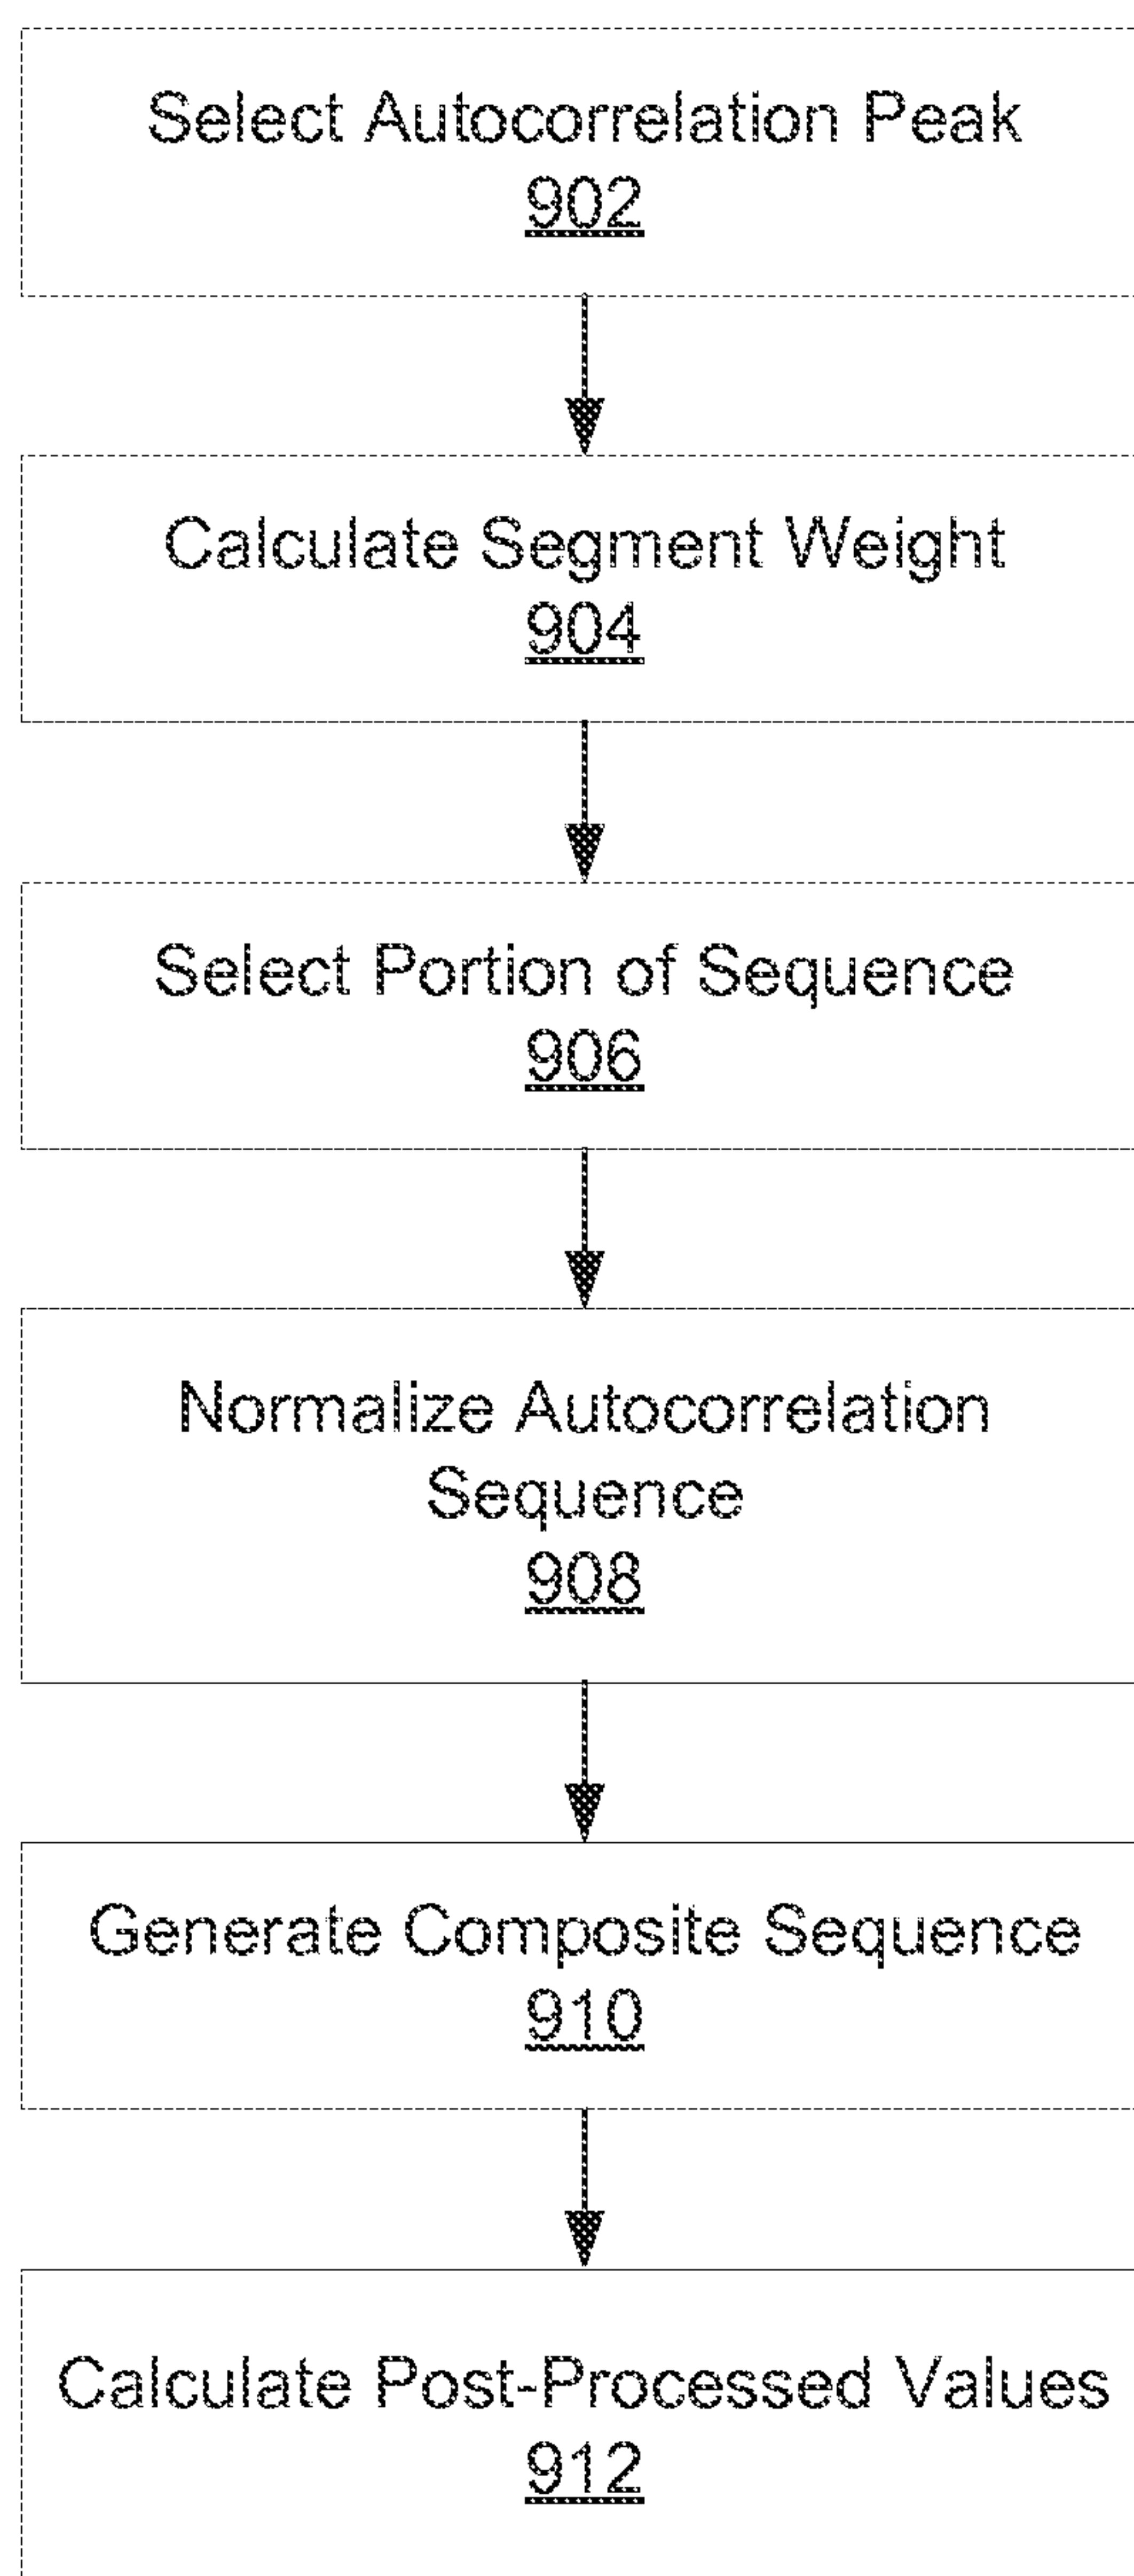 Select Autocorrelation Peak
902
Calculate Segment Weight
904
Select Portion of Sequence
906
Normalize Autocorrelation
Sequence
908
Generate Composite Sequence
910
Calculate Post-Processed Values
912